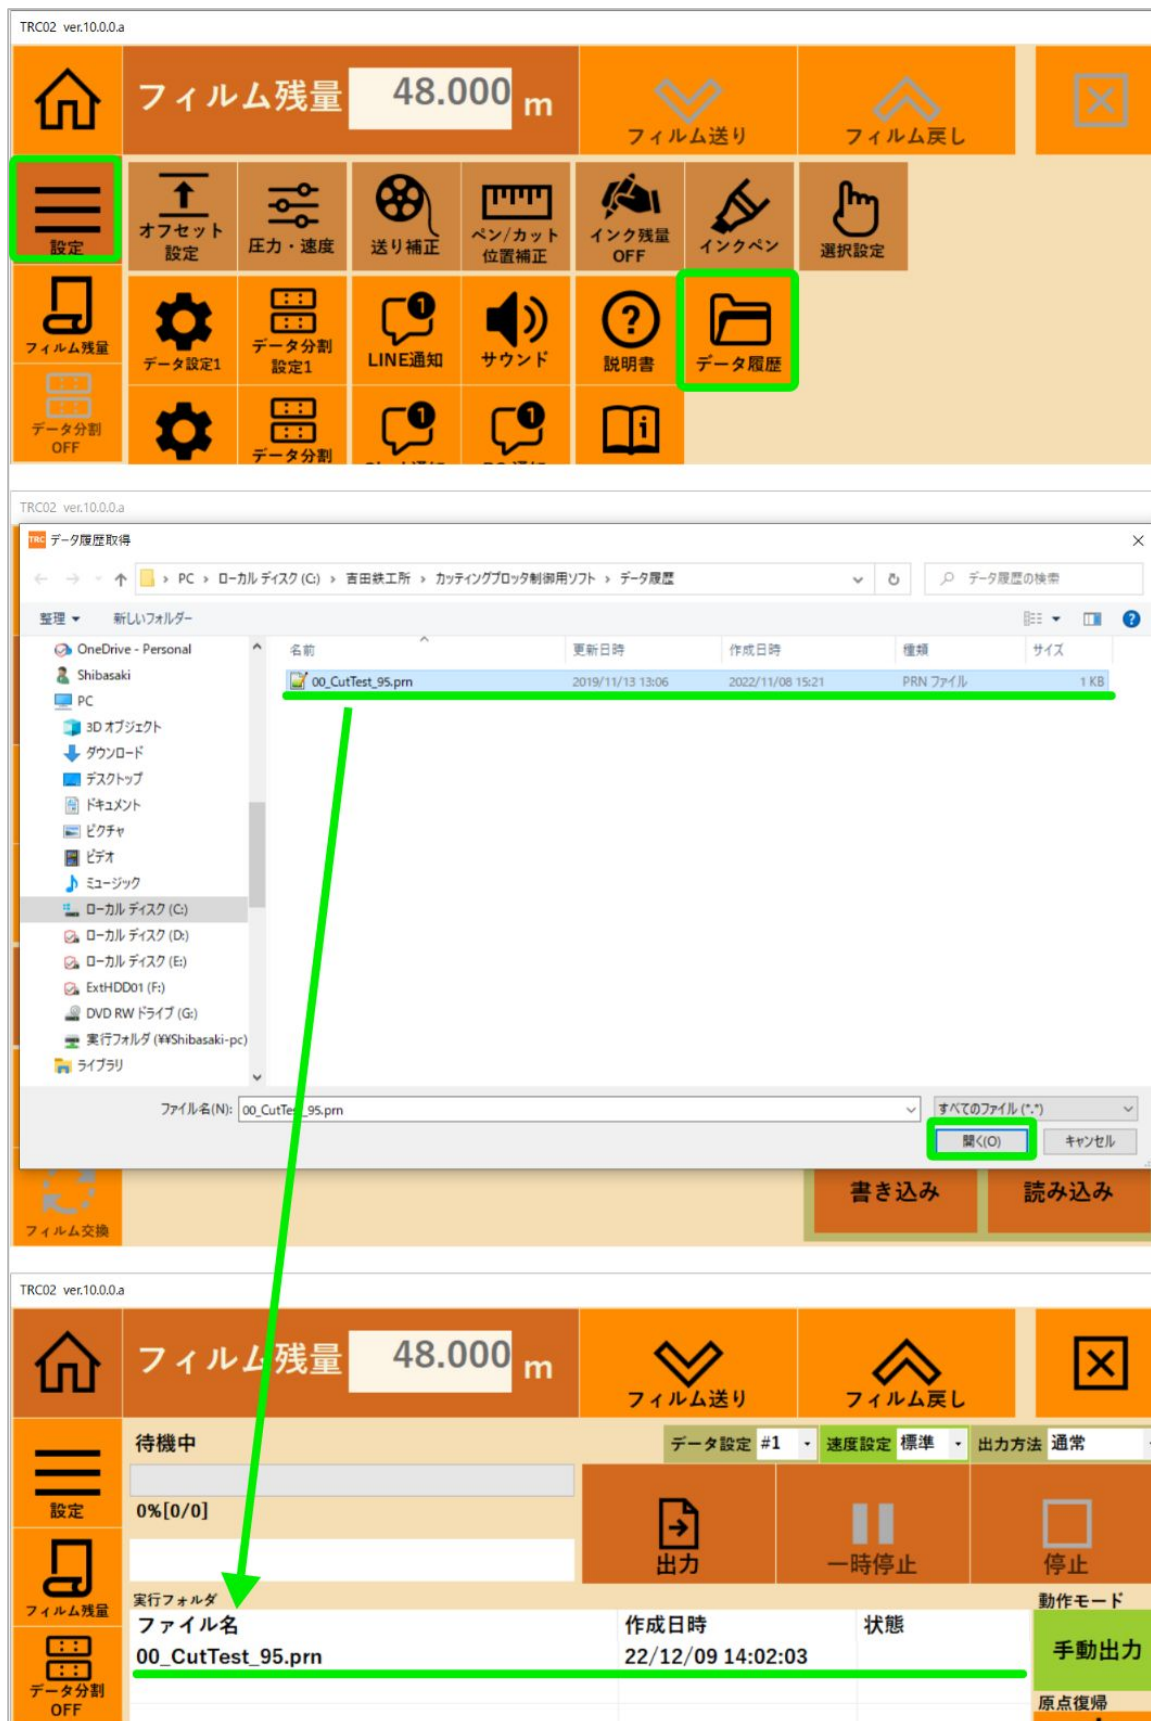 TRC02 ver.10.0.0.a
フィルム残量 48.000 m
フィルム送り
フィルム戻し
設定
オフセット
設定
圧力・速度
送り補正
ペン/カット
位置補正
インク残量
OFF
インクペン
選択設定
フィルム残量
データ設定1
データ分割
設定1
LINE通知
サウンド
説明書
データ履歴
データ分割
OFF
データ分割
TRC02 ver.10.0.0.a
TRC データ履歴取得
PC › ローカル ディスク (C:) › 吉田鉄工所 › カッティングプロッタ制御用ソフト › データ履歴
データ履歴の検索
整理
新しいフォルダー
OneDrive - Personal
Shibasaki
PC
3D オブジェクト
ダウンロード
デスクトップ
ドキュメント
ピクチャ
ビデオ
ミュージック
ローカル ディスク (C:)
ローカル ディスク (D:)
ローカル ディスク (E:)
ExtHDD01 (F:)
DVD RW ドライブ (G:)
実行フォルダ (¥¥Shibasaki-pc)
ライブラリ
名前 更新日時 作成日時 種類 サイズ
00_CutTest_95.prn 2019/11/13 13:06 2022/11/08 15:21 PRN ファイル 1 KB
ファイル名(N): 00_CutTest_95.prn
すべてのファイル (*.*)
開く(O)
キャンセル
書き込み
読み込み
フィルム交換
TRC02 ver.10.0.0.a
フィルム残量 48.000 m
フィルム送り
フィルム戻し
設定
待機中
データ設定 #1
速度設定 標準
出力方法 通常
0%[0/0]
出力
一時停止
停止
フィルム残量
実行フォルダ
動作モード
ファイル名 作成日時 状態
00_CutTest_95.prn 22/12/09 14:02:03
手動出力
データ分割
OFF
原点復帰